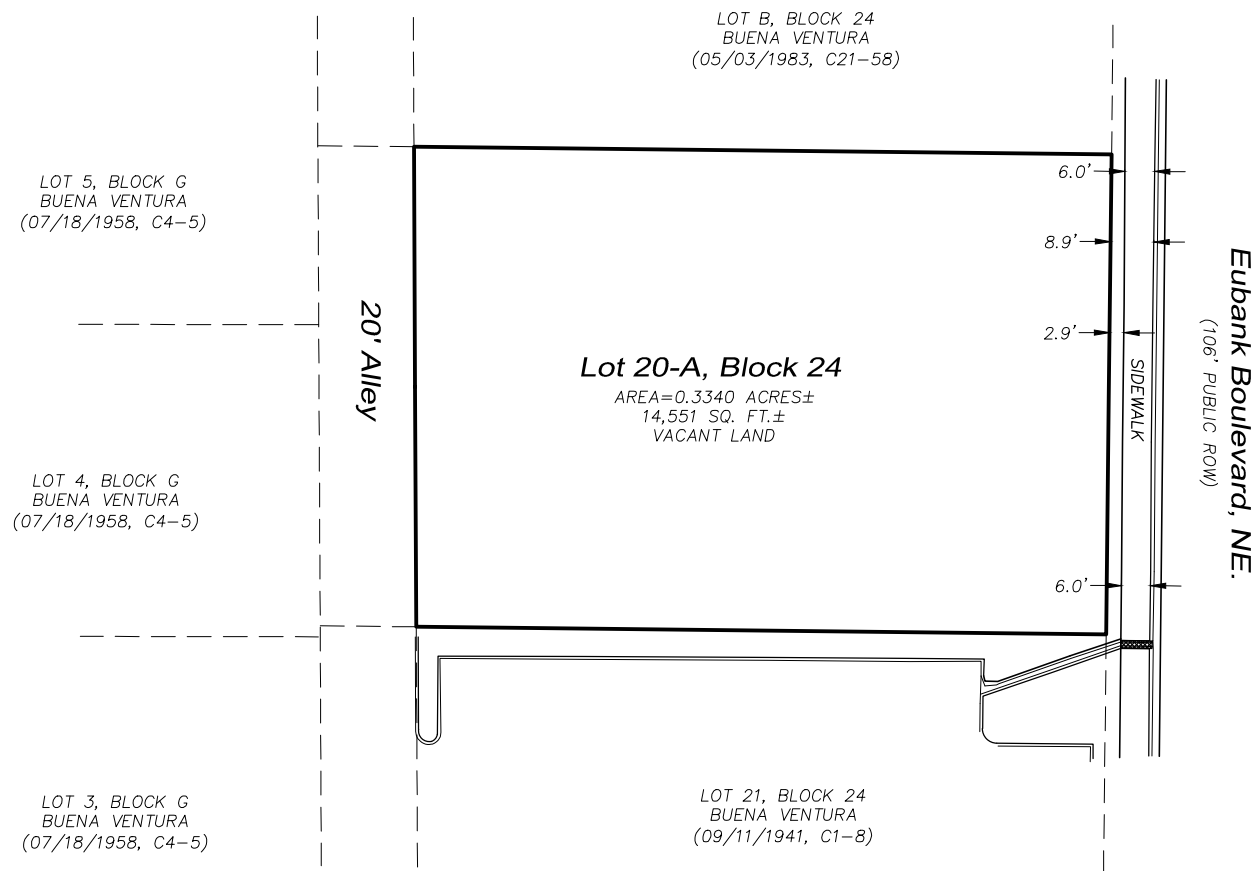 LOT B, BLOCK 24
BUENA VENTURA
(05/03/1983, C21-58)
LOT 5, BLOCK G
BUENA VENTURA
(07/18/1958, C4-5)
6.0'
8.9'
2.9'
6.0'
SIDEWALK
Eubank Boulevard, NE.
(106' PUBLIC ROW)
20' Alley
Lot 20-A, Block 24
AREA=0.3340 ACRES±
14,551 SQ. FT.±
VACANT LAND
LOT 4, BLOCK G
BUENA VENTURA
(07/18/1958, C4-5)
LOT 3, BLOCK G
BUENA VENTURA
(07/18/1958, C4-5)
LOT 21, BLOCK 24
BUENA VENTURA
(09/11/1941, C1-8)